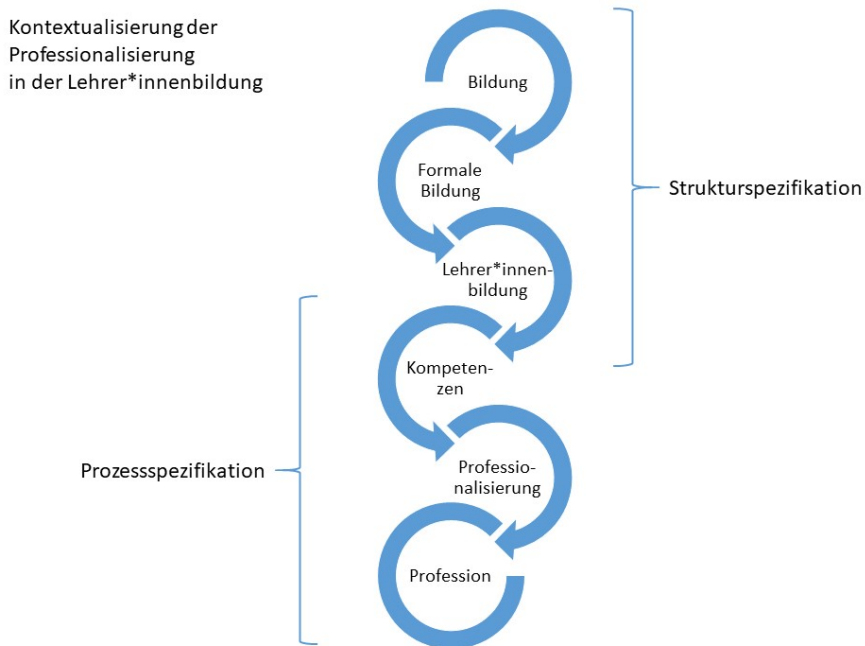 Kontextualisierung der
Professionalisierung
in der Lehrer*innenbildung
Bildung
Formale
Bildung
Strukturspezifikation
Lehrer*innen-
bildung
Kompeten-
zen
Prozessspezifikation
Professio-
nalisierung
Profession